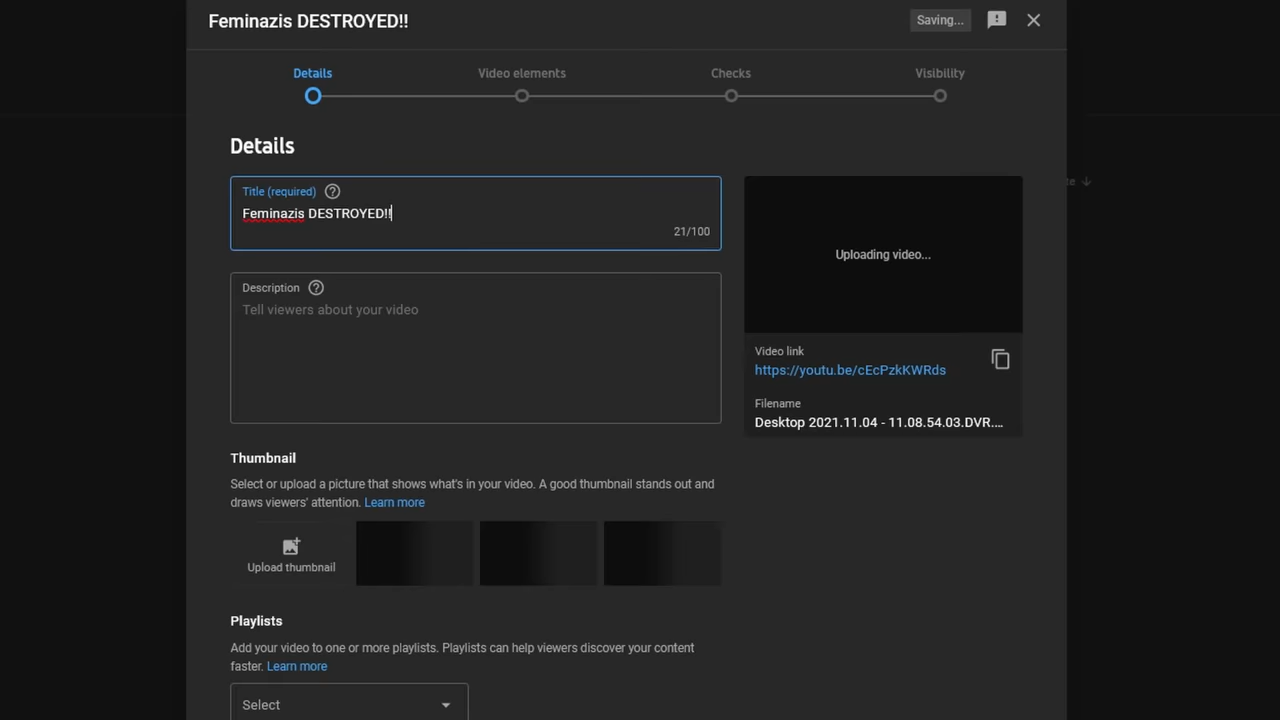 Feminazis DESTROYED!!
Saving...
Details
Video elements
Checks
Visibility
Details
Title (required)
Feminazis DESTROYED!!
21/100
Description
Tell viewers about your video
Uploading video...
Video link
https://youtu.be/cEcPzkKWRds
Filename
Desktop 2021.11.04 - 11.08.54.03.DVR....
Thumbnail
Select or upload a picture that shows what's in your video. A good thumbnail stands out and
draws viewers' attention. Learn more
Upload thumbnail
Playlists
Add your video to one or more playlists. Playlists can help viewers discover your content
faster. Learn more
Select